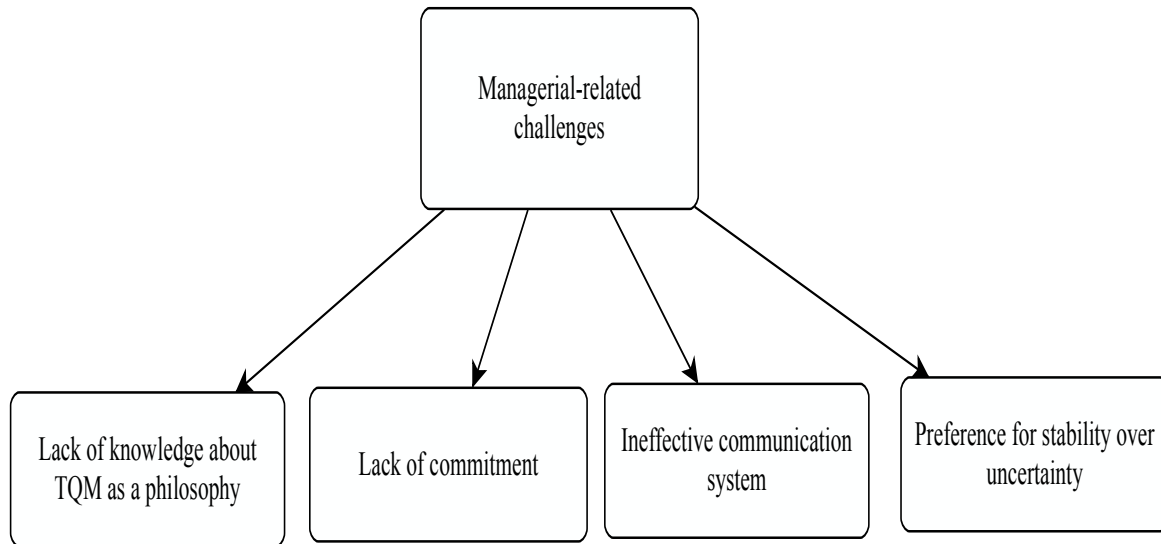 Managerial-related
challenges
Lack of knowledge about
TQM as a philosophy
Lack of commitment
Ineffective communication
system
Preference for stability over
uncertainty